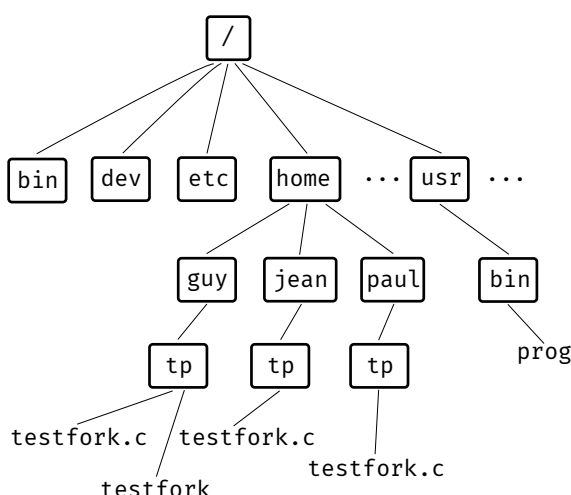 /
bin dev etc home ... usr ...
guy jean paul bin
prog
tp tp tp
testfork.c testfork.c
testfork.c
testfork